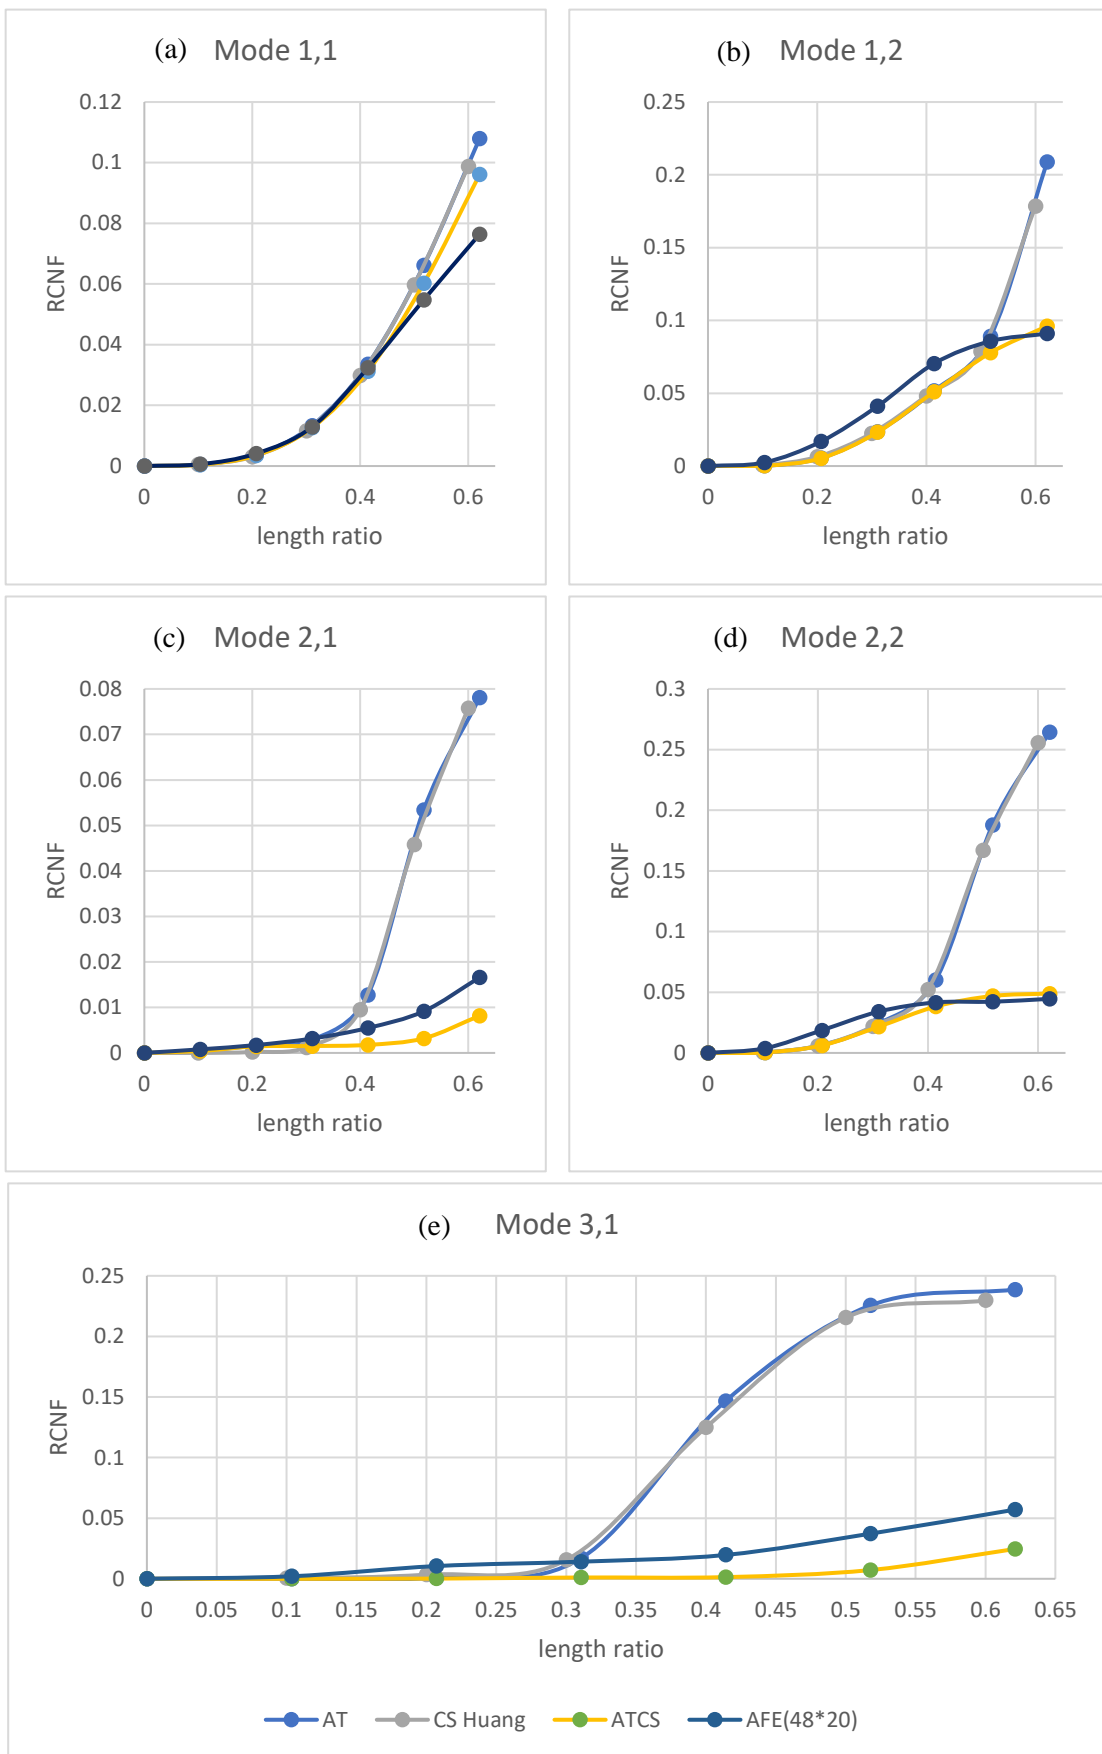 (a) Mode 1,1
0.12
0.1
0.08
0.06
0.04
0.02
0
RCNF
0 0.2 0.4 0.6
length ratio
(b) Mode 1,2
0.25
0.2
0.15
0.1
0.05
0
RCNF
0 0.2 0.4 0.6
length ratio
(c) Mode 2,1
0.08
0.07
0.06
0.05
0.04
0.03
0.02
0.01
0
RCNF
0 0.2 0.4 0.6
length ratio
(d) Mode 2,2
0.3
0.25
0.2
0.15
0.1
0.05
0
RCNF
0 0.2 0.4 0.6
length ratio
(e) Mode 3,1
0.25
0.2
0.15
0.1
0.05
0
RCNF
0 0.05 0.1 0.15 0.2 0.25 0.3 0.35 0.4 0.45 0.5 0.55 0.6 0.65
length ratio
AT CS Huang ATCS AFE(48*20)